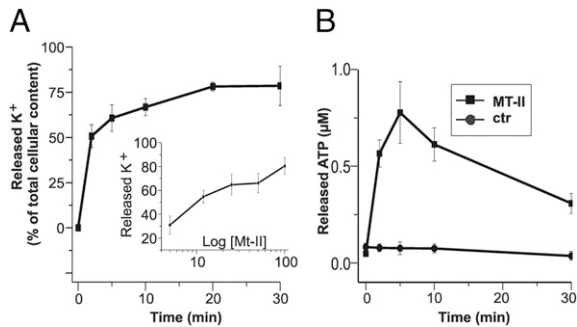 A
Released K+
(% of total cellular content)
100
75
50
25
0
0
10
20
30
Time (min)
Released K+
100
80
60
40
20
10
100
Log [Mt-II]
B
Released ATP (μM)
1.0
0.5
0.0
0
10
20
30
Time (min)
MT-II
ctr